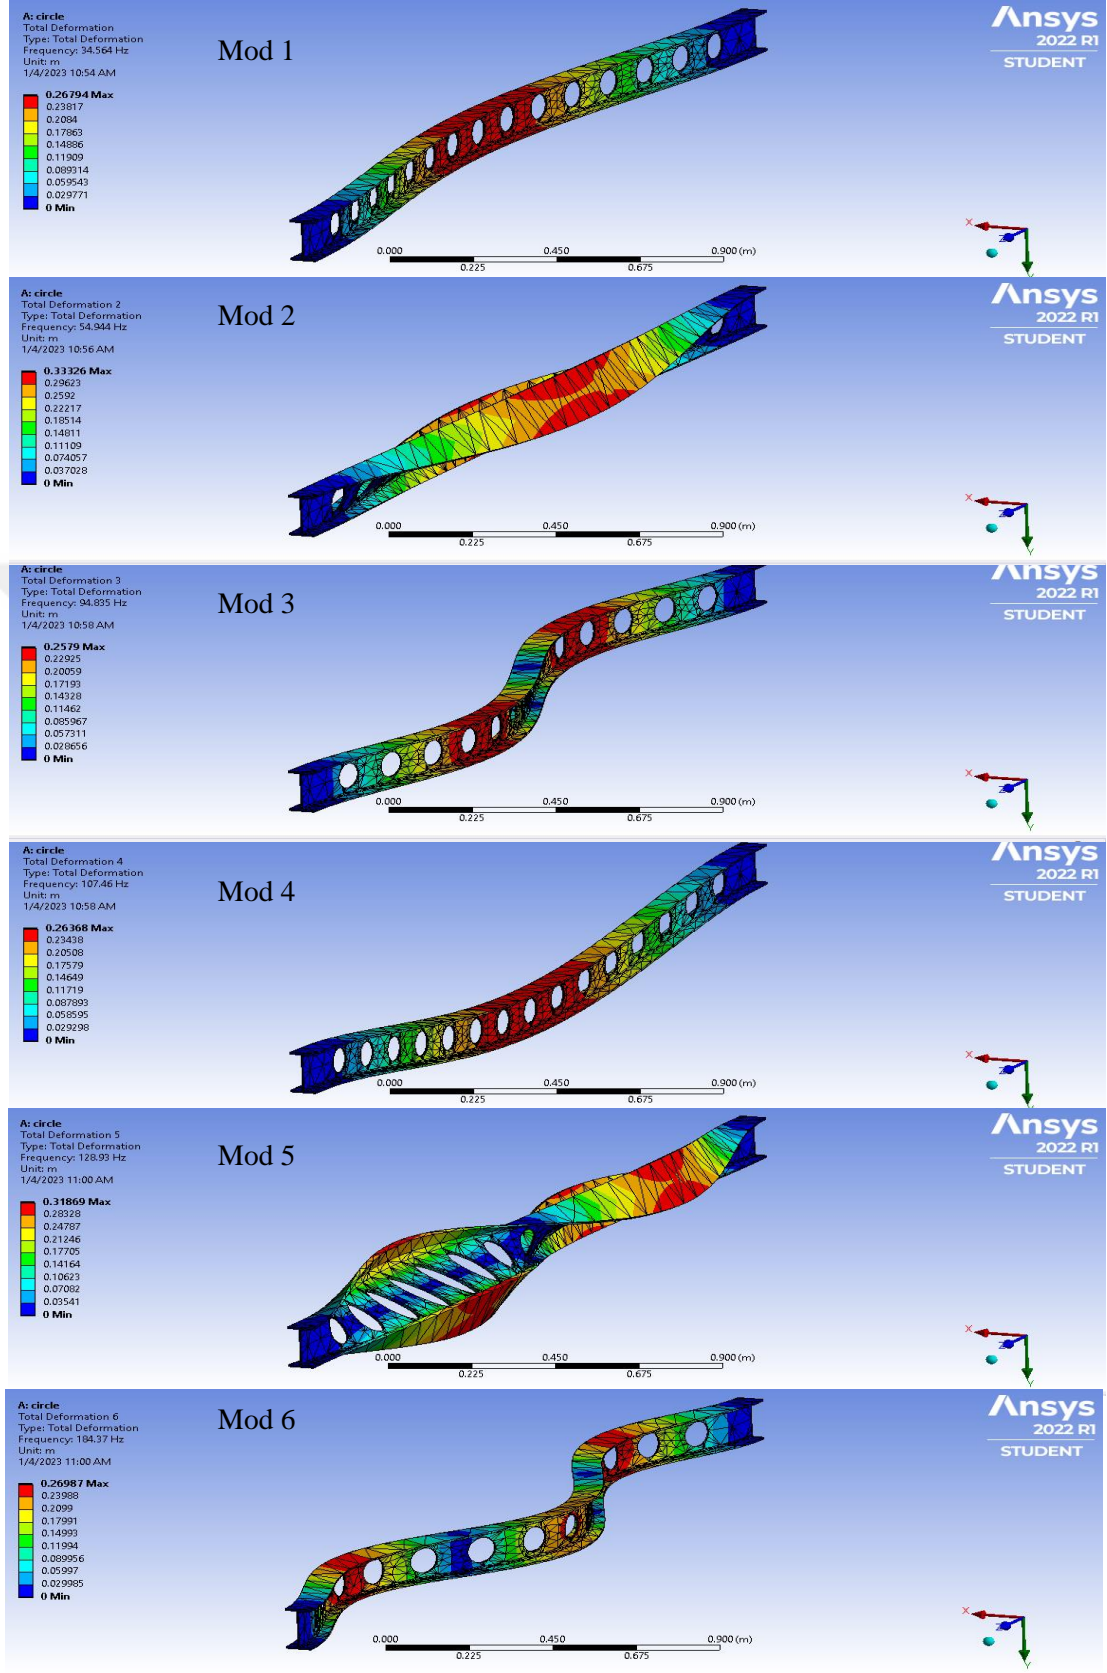 A: circle
Total Deformation
Type: Total Deformation
Frequency: 34.564 Hz
Unit: m
1/4/2023 10:54 AM
Mod 1
Ansys
2022 R1
STUDENT
0.26794 Max
0.23817
0.2084
0.17863
0.14886
0.11909
0.089314
0.059543
0.029771
0 Min
0.000
0.450
0.900 (m)
0.225
0.675
X
Z
A: circle
Total Deformation 2
Type: Total Deformation
Frequency: 54.944 Hz
Unit: m
1/4/2023 10:56 AM
Mod 2
Ansys
2022 R1
STUDENT
0.33326 Max
0.29623
0.2592
0.22217
0.18514
0.14811
0.11109
0.074057
0.037028
0 Min
0.000
0.450
0.900 (m)
0.225
0.675
X
Z
Y
A: circle
Total Deformation 3
Type: Total Deformation
Frequency: 94.835 Hz
Unit: m
1/4/2023 10:58 AM
Mod 3
Ansys
2022 R1
STUDENT
0.2579 Max
0.22925
0.20059
0.17193
0.14328
0.11462
0.085967
0.057311
0.028656
0 Min
0.000
0.450
0.900 (m)
0.225
0.675
X
Z
Y
A: circle
Total Deformation 4
Type: Total Deformation
Frequency: 107.46 Hz
Unit: m
1/4/2023 10:58 AM
Mod 4
Ansys
2022 R1
STUDENT
0.26368 Max
0.23438
0.20508
0.17579
0.14649
0.11719
0.087893
0.058595
0.029298
0 Min
0.000
0.450
0.900 (m)
0.225
0.675
X
Z
Y
A: circle
Total Deformation 5
Type: Total Deformation
Frequency: 128.93 Hz
Unit: m
1/4/2023 11:00 AM
Mod 5
Ansys
2022 R1
STUDENT
0.31869 Max
0.28328
0.24787
0.21246
0.17705
0.14164
0.10623
0.07082
0.03541
0 Min
0.000
0.450
0.900 (m)
0.225
0.675
X
Z
Y
A: circle
Total Deformation 6
Type: Total Deformation
Frequency: 184.37 Hz
Unit: m
1/4/2023 11:00 AM
Mod 6
Ansys
2022 R1
STUDENT
0.26987 Max
0.23988
0.2099
0.17991
0.14993
0.11994
0.089956
0.05997
0.029985
0 Min
0.000
0.450
0.900 (m)
0.225
0.675
X
Z
Y